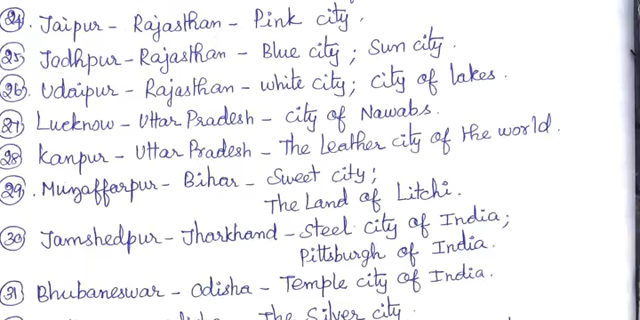 24. Jaipur - Rajasthan - Pink city.
25. Jodhpur - Rajasthan - Blue city; Sun city.
26. Udaipur - Rajasthan - white city; city of lakes.
27. Lucknow - Uttar Pradesh - city of Nawabs.
28. Kanpur - Uttar Pradesh - The Leather city of the world.
29. Muzaffarpur - Bihar - Sweet city;
The Land of Litchi.
30. Jamshedpur - Jharkhand - Steel city of India;
Pittsburgh of India.
31. Bhubaneswar - Odisha - Temple city of India.
The Silver city.